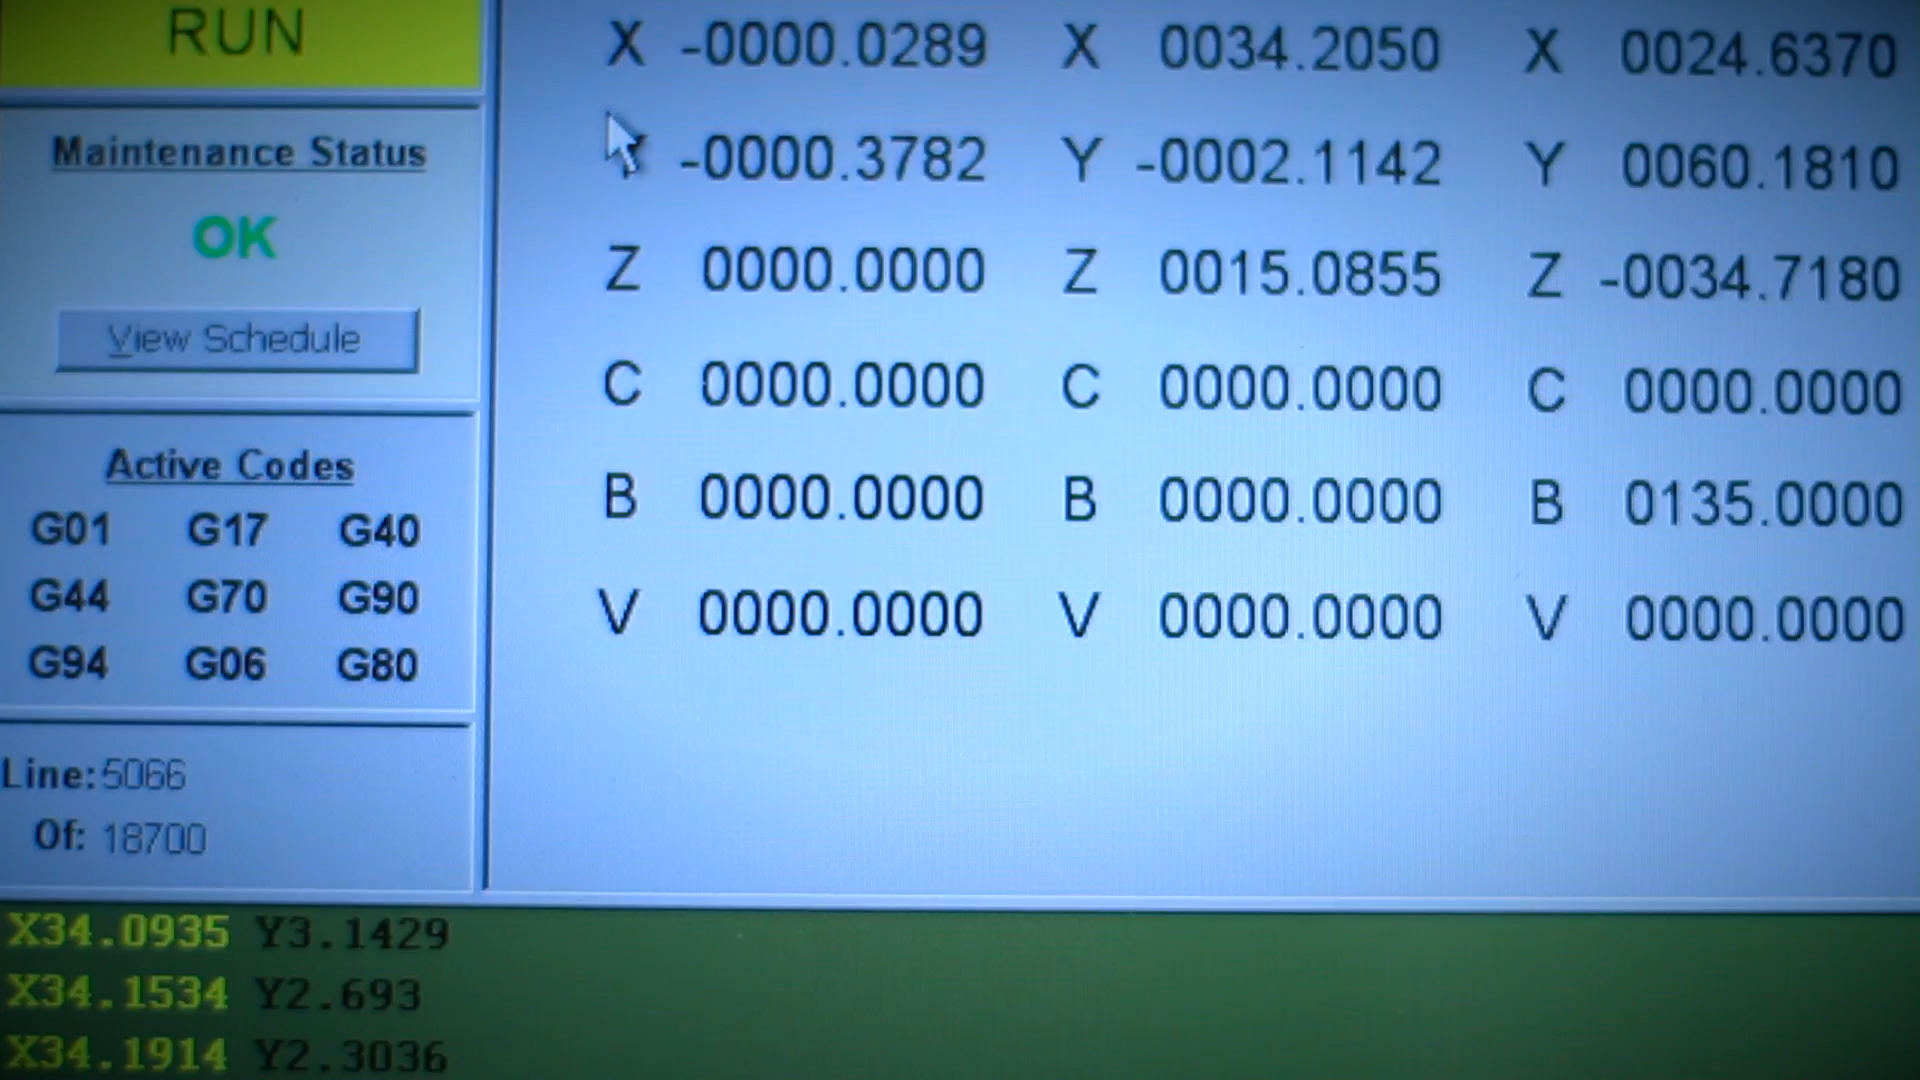 RUN
Maintenance Status
OK
View Schedule
Active Codes
G01 G17 G40
G44 G70 G90
G94 G06 G80
Line: 5066
Of: 18700
X -0000.0289 X 0034.2050 X 0024.6370
-0000.3782 Y -0002.1142 Y 0060.1810
Z 0000.0000 Z 0015.0855 Z -0034.7180
C 0000.0000 C 0000.0000 C 0000.0000
B 0000.0000 B 0000.0000 B 0135.0000
V 0000.0000 V 0000.0000 V 0000.0000
X34.0935 Y3.1429
X34.1534 Y2.693
X34.1914 Y2.3036